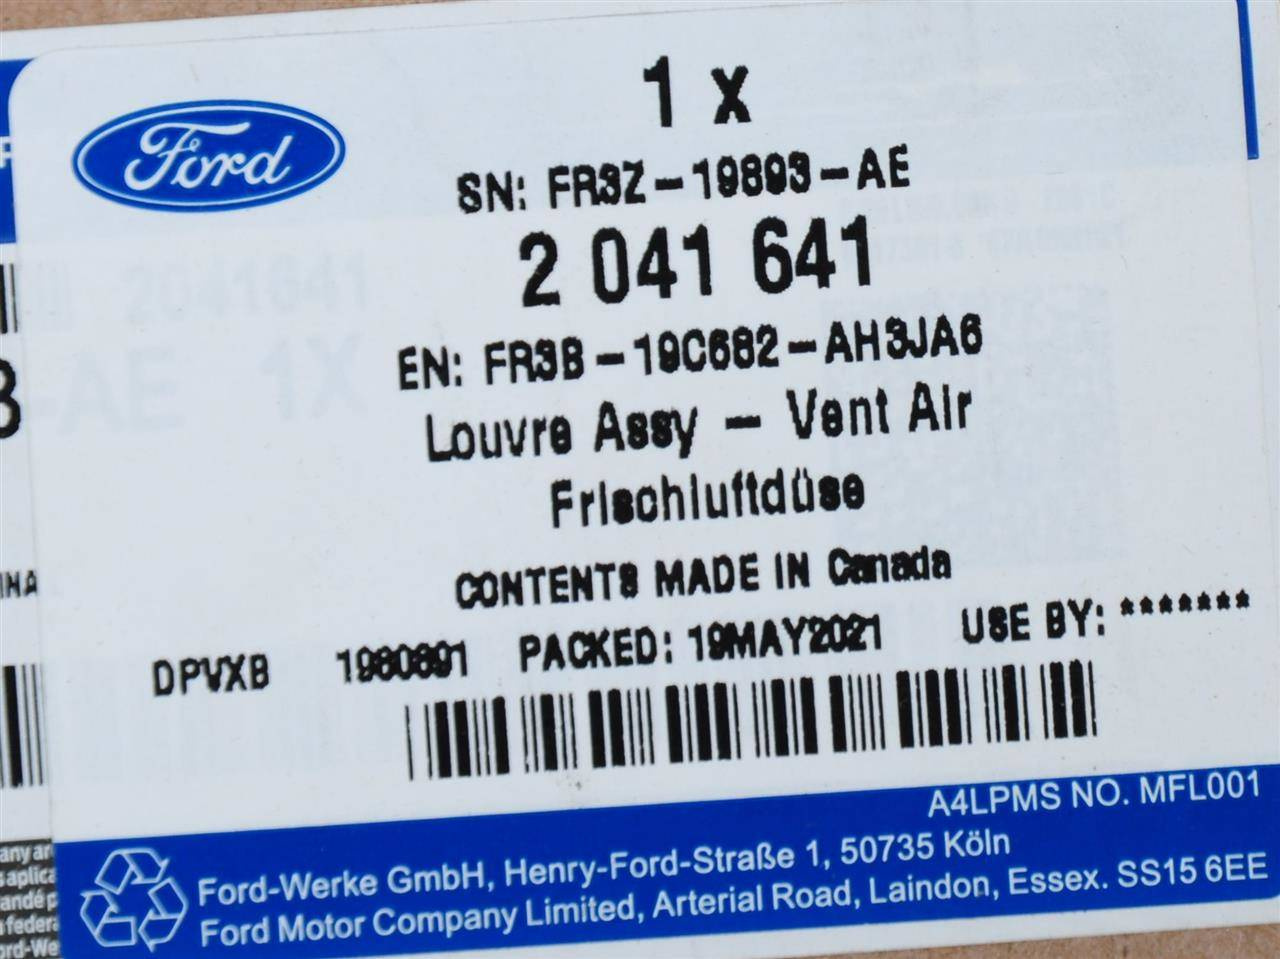 Ford
1 x
SN: FR3Z-19893-AE
2 041 641
EN: FR3B-19C682-AH3JA6
Louvre Assy - Vent Air
Frischluftdüse
CONTENTS MADE IN Canada
DPVXB 1980891 PACKED: 19MAY2021 USE BY: *******
A4LPMS NO. MFL001
Ford-Werke GmbH, Henry-Ford-Straße 1, 50735 Köln
Ford Motor Company Limited, Arterial Road, Laindon, Essex. SS15 6EE
2041641
-AE 1X